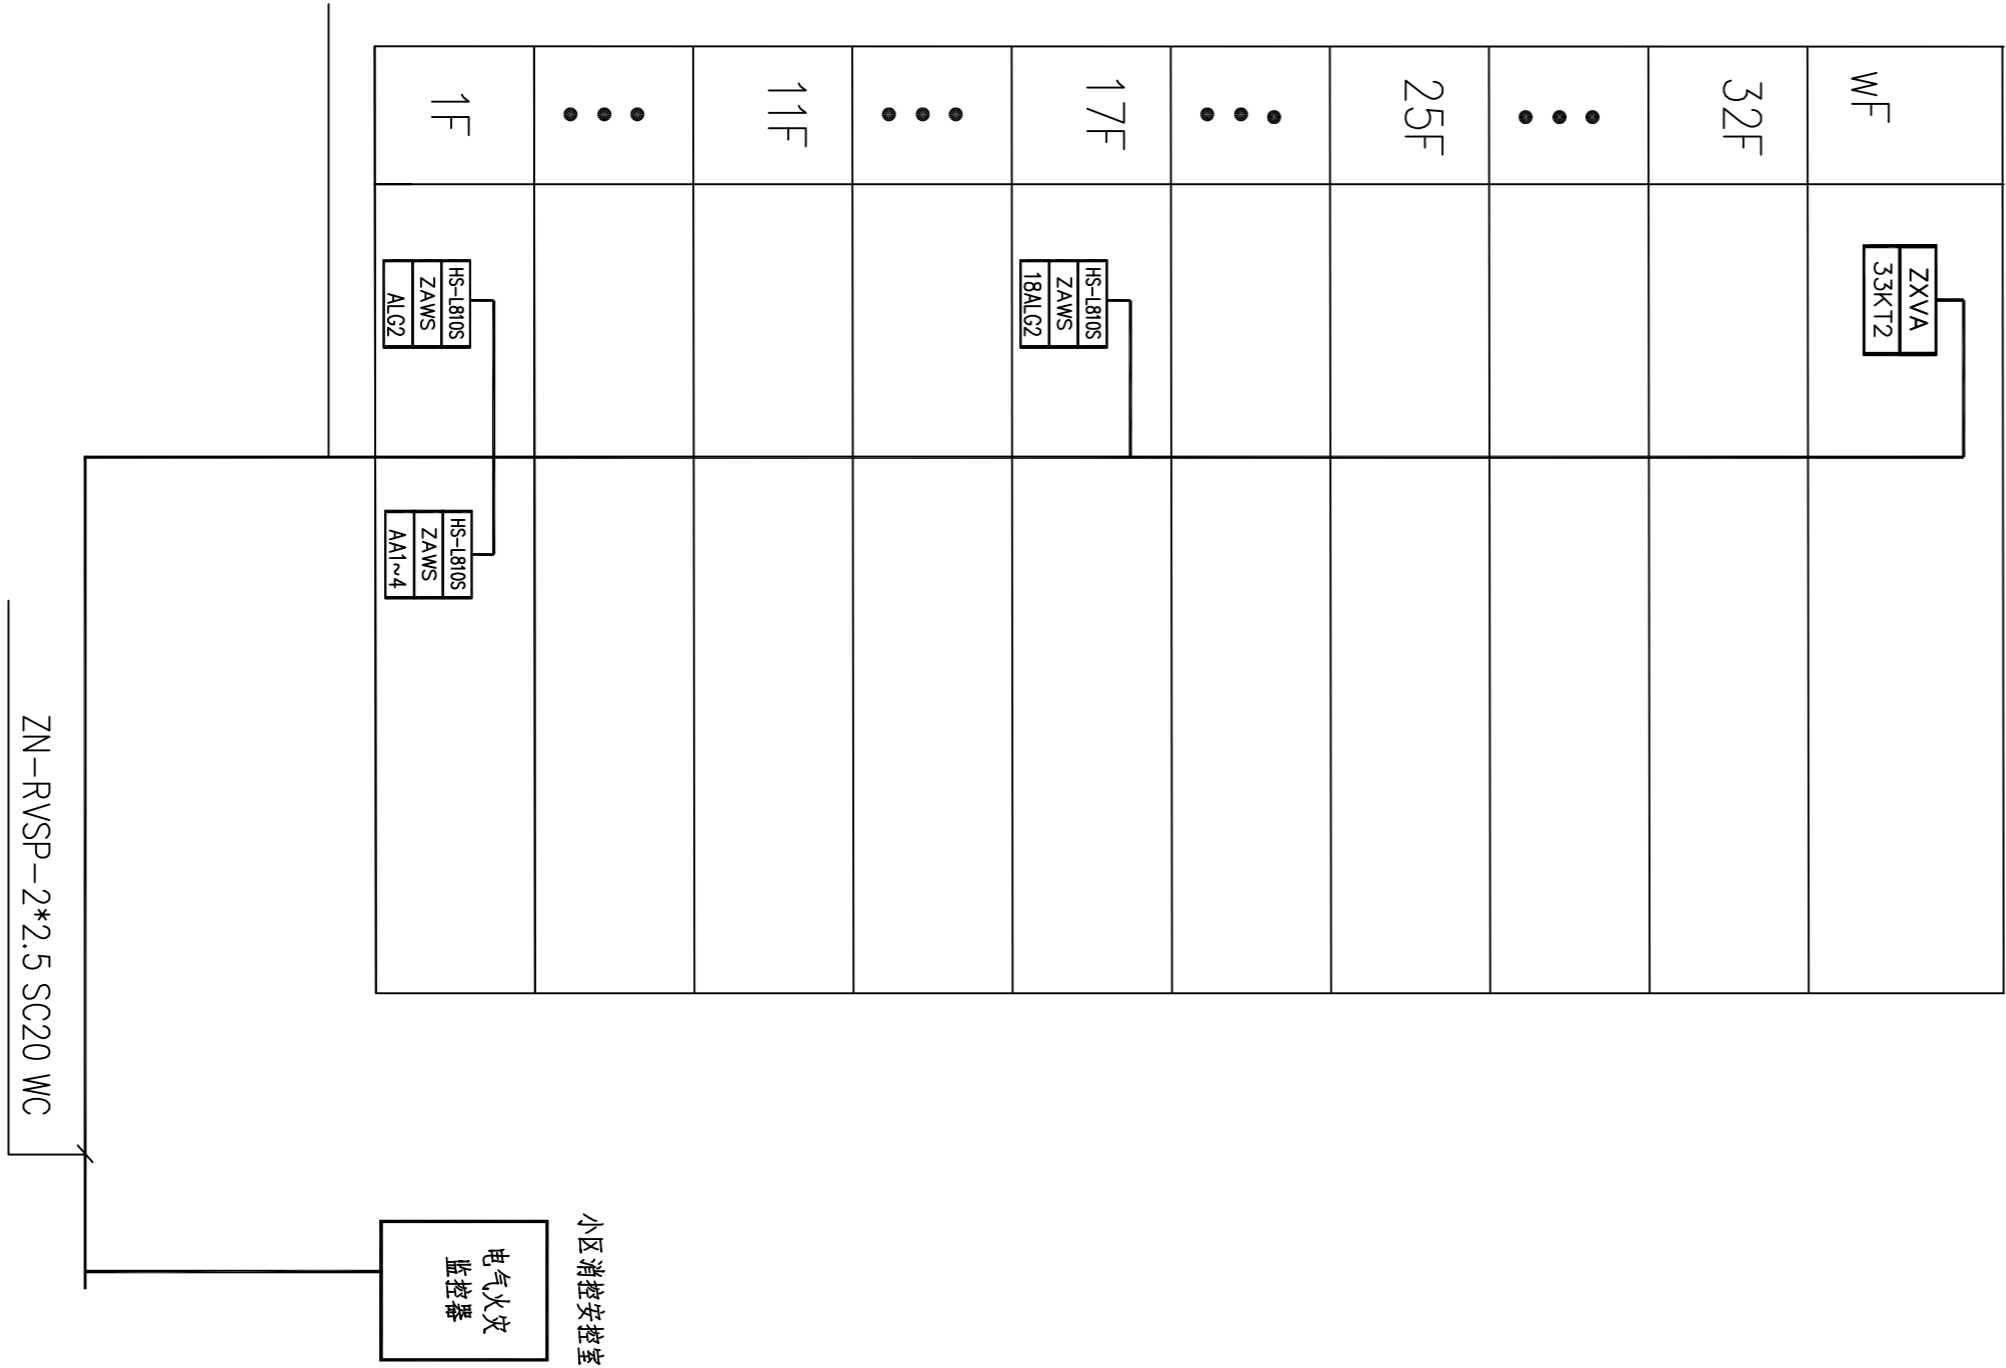 WF
ZXVA
33KT2
32F
•••
25F
•••
17F
HS-L810S
ZAWS
18ALG2
•••
11F
•••
1F
HS-L810S
ZAWS
ALG2
HS-L810S
ZAWS
AA1~4
小区消控安控室
电气火灾
监控器
ZN-RVSP-2*2.5 SC20 WC